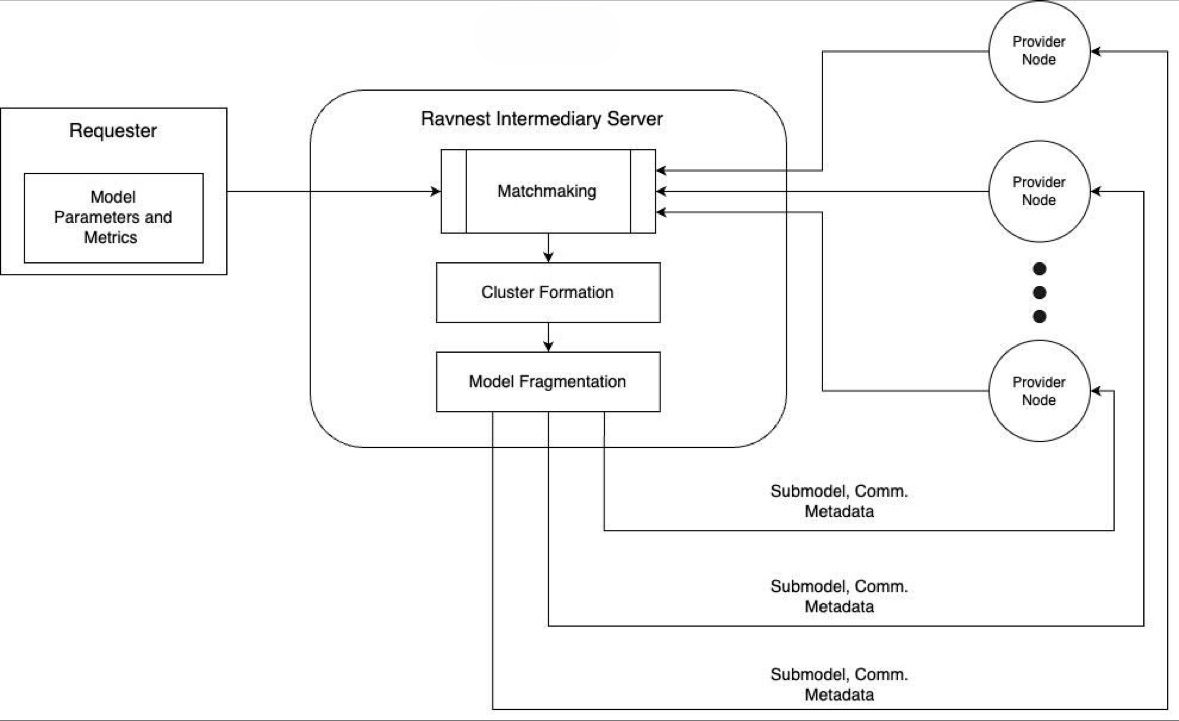 Requester
Model
Parameters and
Metrics
Ravnest Intermediary Server
Matchmaking
Cluster Formation
Model Fragmentation
Provider
Node
Provider
Node
Provider
Node
Submodel, Comm.
Metadata
Submodel, Comm.
Metadata
Submodel, Comm.
Metadata